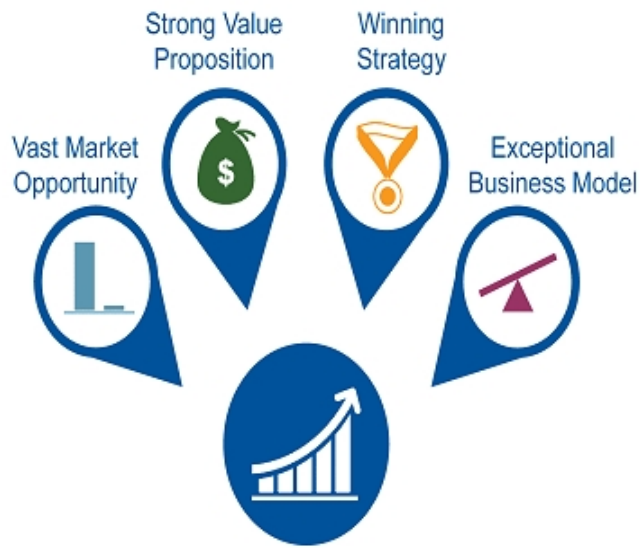 Strong Value
Proposition
Winning
Strategy
Vast Market
Opportunity
$
Exceptional
Business Model